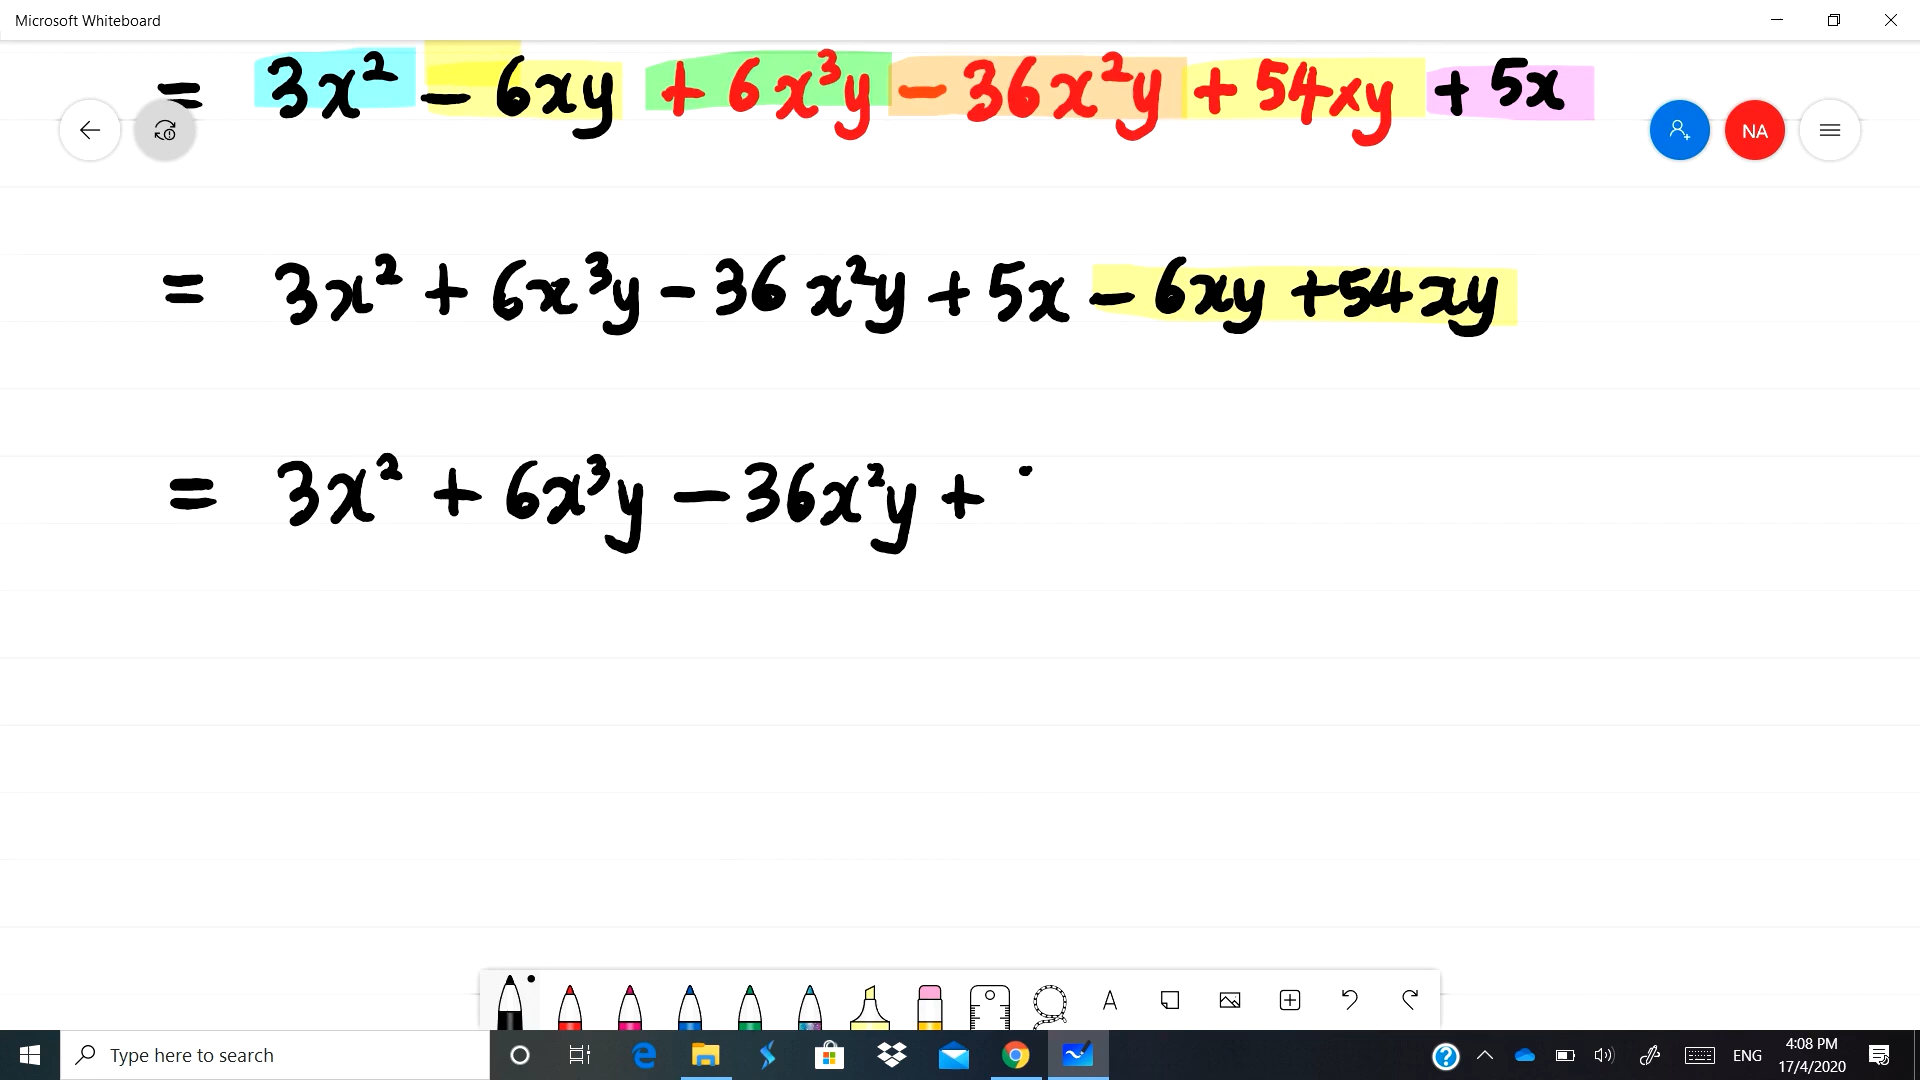 Microsoft Whiteboard
= 3x² - 6xy + 6x³y - 36x²y + 54xy + 5x
NA
= 3x² + 6x³y - 36x²y + 5x - 6xy + 54xy
= 3x² + 6x³y - 36x²y +
A
Type here to search
ENG
4:08 PM
17/4/2020